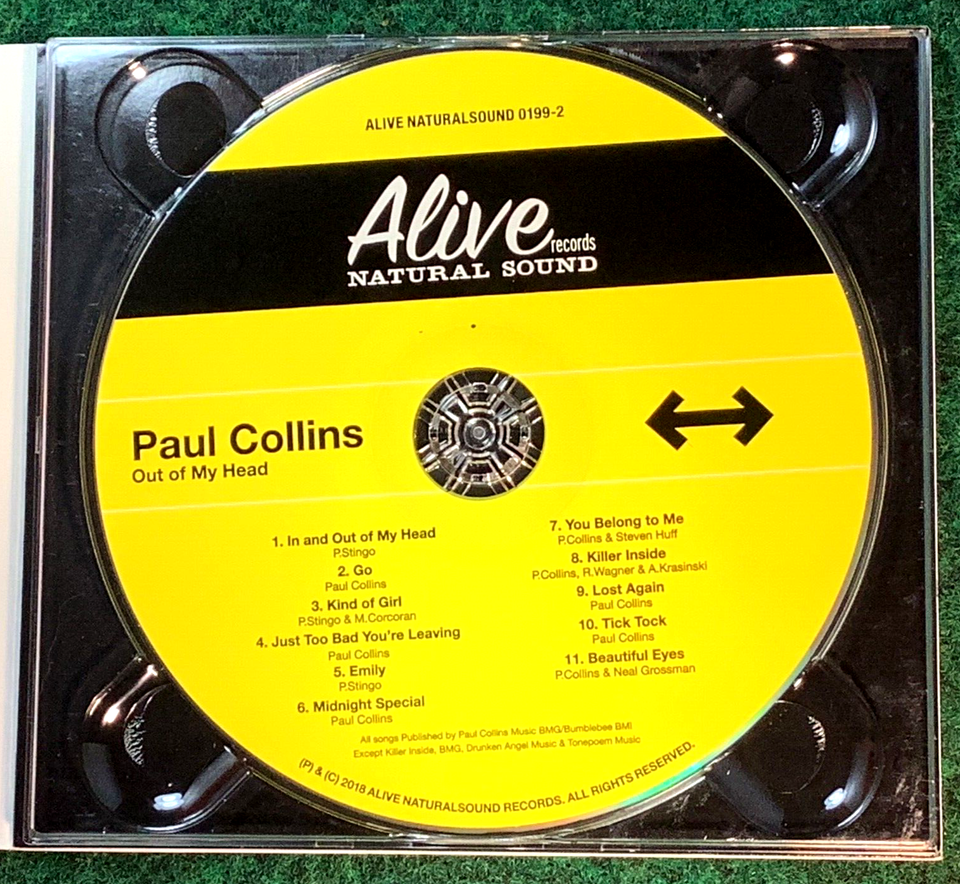 ALIVE NATURALSOUND 0199-2
Alive records
NATURAL SOUND
Paul Collins
Out of My Head
1. In and Out of My Head
P.Stingo
2. Go
Paul Collins
3. Kind of Girl
P.Stingo & M.Corcoran
4. Just Too Bad You're Leaving
Paul Collins
5. Emily
P.Stingo
6. Midnight Special
Paul Collins
7. You Belong to Me
P.Collins & Steven Huff
8. Killer Inside
P.Collins, R.Wagner & A.Krasinski
9. Lost Again
Paul Collins
10. Tick Tock
Paul Collins
11. Beautiful Eyes
P.Collins & Neal Grossman
All songs Published by Paul Collins Music BMG/Bumblebee BMI
Except Killer Inside, BMG, Drunken Angel Music & Tonepoem Music
(P) & (C) 2018 ALIVE NATURALSOUND RECORDS. ALL RIGHTS RESERVED.